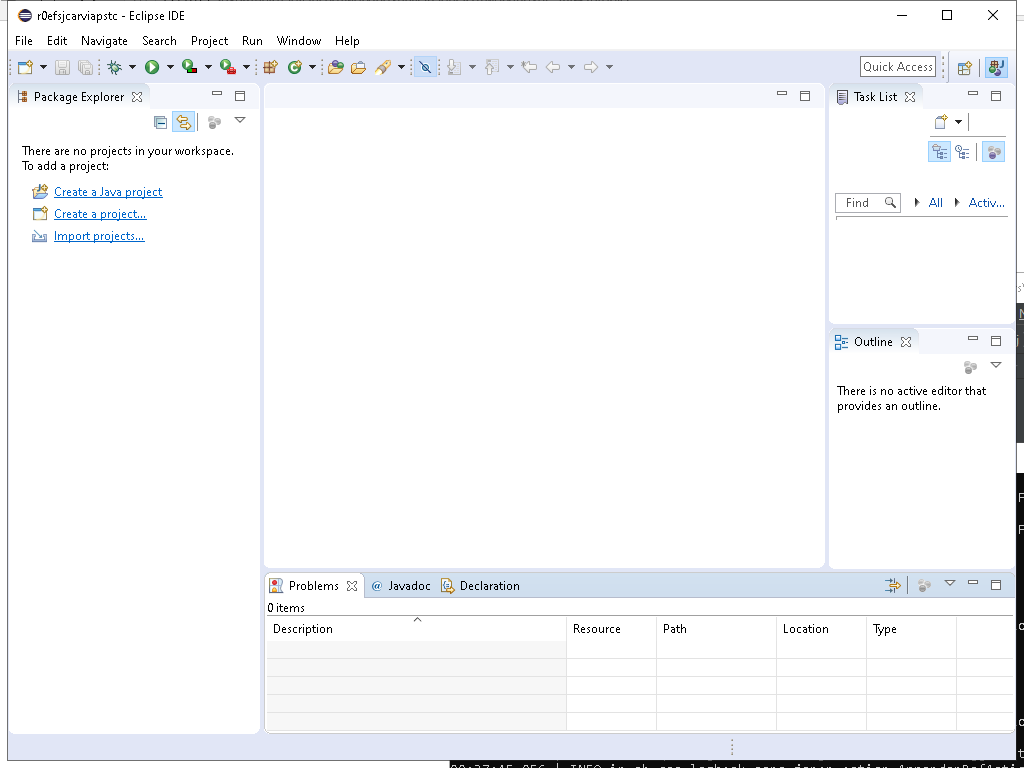 r0efsjcarviapstc - Eclipse IDE
File Edit Navigate Search Project Run Window Help
Quick Access
Package Explorer
There are no projects in your workspace.
To add a project:
Create a Java project
Create a project...
Import projects...
Task List
Find All Activ...
Outline
There is no active editor that
provides an outline.
Problems @ Javadoc Declaration
0 items
Description Resource Path Location Type